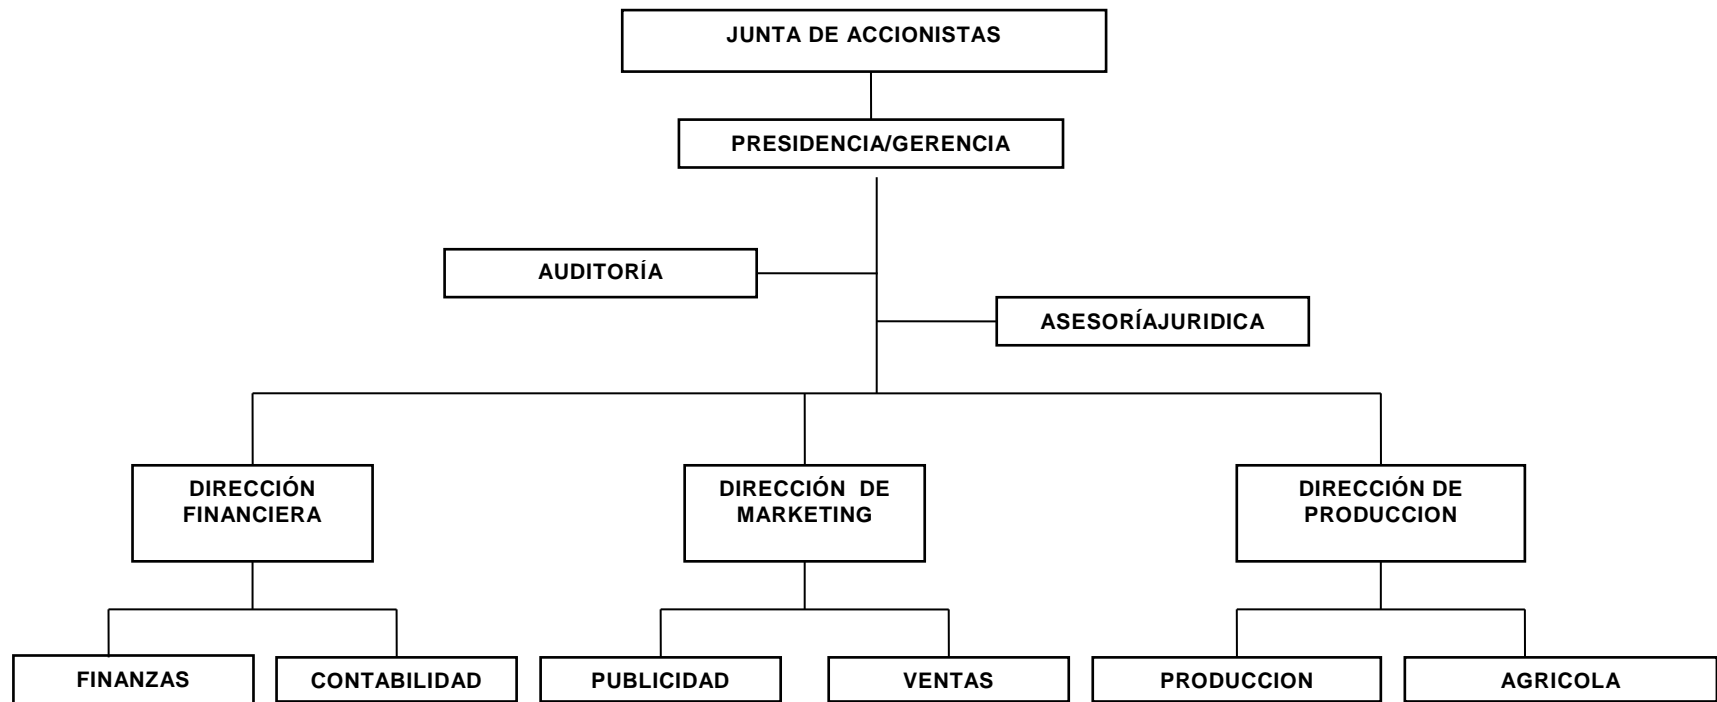 JUNTA DE ACCIONISTAS
PRESIDENCIA/GERENCIA
AUDITORÍA
ASESORÍAJURIDICA
DIRECCIÓN
FINANCIERA
DIRECCIÓN DE
MARKETING
DIRECCIÓN DE
PRODUCCION
FINANZAS
CONTABILIDAD
PUBLICIDAD
VENTAS
PRODUCCION
AGRICOLA